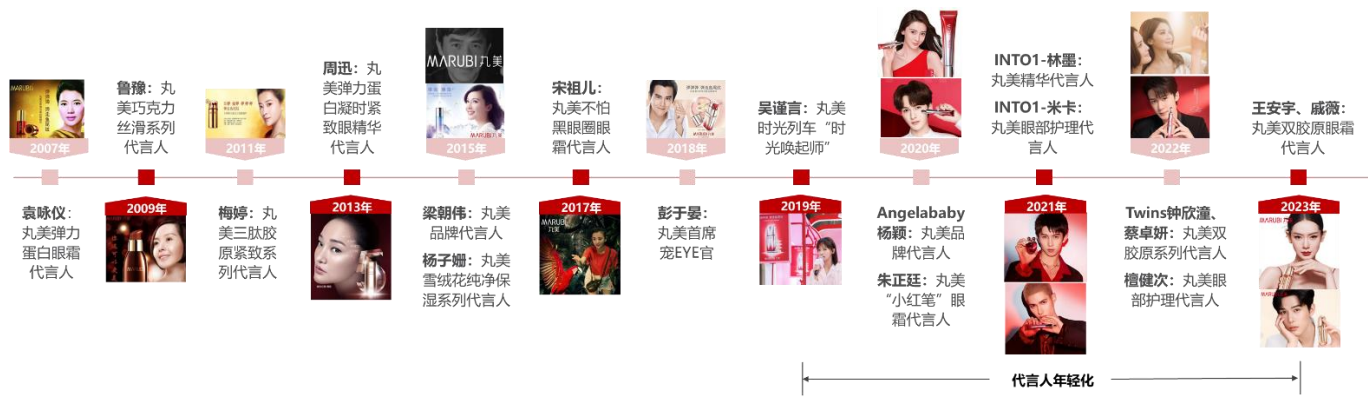 MARUBI
2007年
袁咏仪：
丸美弹力
蛋白眼霜
代言人
鲁豫：丸
美巧克力
丝滑系列
代言人
2009年
2011年
梅婷：丸
美三肽胶
原紧致系
列代言人
周迅：丸
美弹力蛋
白凝时紧
致眼精华
代言人
2013年
MARUBI 丸美
MARUBI 丸美
2015年
梁朝伟：丸美
品牌代言人
杨子姗：丸美
雪绒花纯净保
湿系列代言人
宋祖儿：
丸美不怕
黑眼圈眼
霜代言人
2017年
MARUBI
丸美
2018年
彭于晏：
丸美首席
宠EYE官
吴谨言：丸美
时光列车“时
光唤起师”
2019年
2020年
Angelababy
杨颖：丸美品
牌代言人
朱正廷：丸美
“小红笔”眼
霜代言人
INTO1-林墨：
丸美精华代言人
INTO1-米卡：
丸美眼部护理代
言人
2021年
2022年
Twins钟欣潼、
蔡卓妍：丸美双
胶原系列代言人
檀健次：丸美眼
部护理代言人
王安宇、戚薇：
丸美双胶原眼霜
代言人
2023年
代言人年轻化